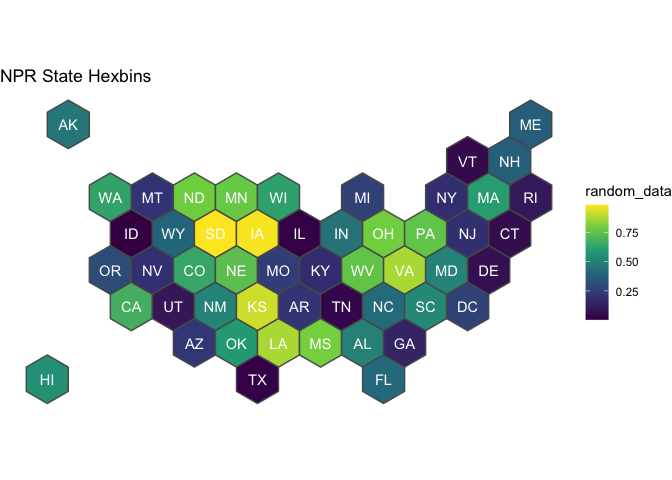 NPR State Hexbins
AK
ME
VT NH
WA MT ND MN WI MI NY MA RI
ID WY SD IA IL IN OH PA NJ CT
OR NV CO NE MO KY WV VA MD DE
CA UT NM KS AR TN NC SC DC
AZ OK LA MS AL GA
HI TX FL
random_data
0.75
0.50
0.25